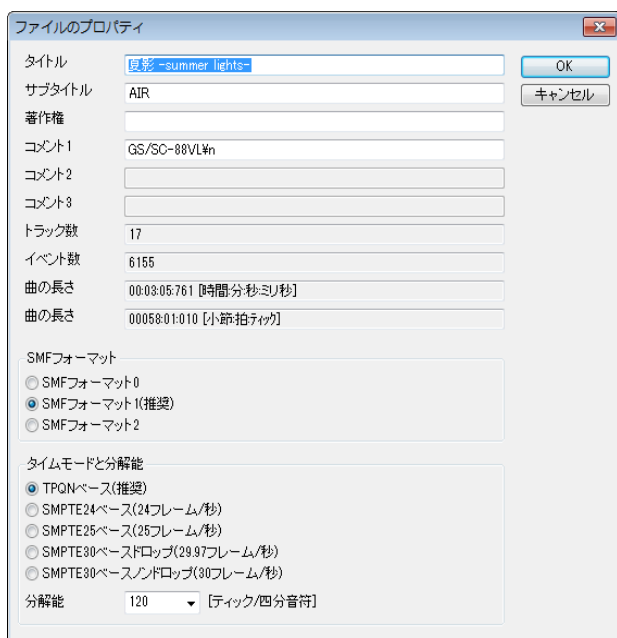 ファイルのプロパティ
タイトル 夏影 -summer lights-
OK
サブタイトル AIR
キャンセル
著作権
コメント1 GS/SC-88VL¥n
コメント2
コメント3
トラック数 17
イベント数 6155
曲の長さ 00:03:05:761 [時間:分:秒:ミリ秒]
曲の長さ 00058:01:010 [小節:拍:ティック]
SMFフォーマット
SMFフォーマット0
SMFフォーマット1(推奨)
SMFフォーマット2
タイムモードと分解能
TPQNベース(推奨)
SMPTE24ベース(24フレーム/秒)
SMPTE25ベース(25フレーム/秒)
SMPTE30ベースドロップ(29.97フレーム/秒)
SMPTE30ベースノンドロップ(30フレーム/秒)
分解能 120 [ティック/四分音符]